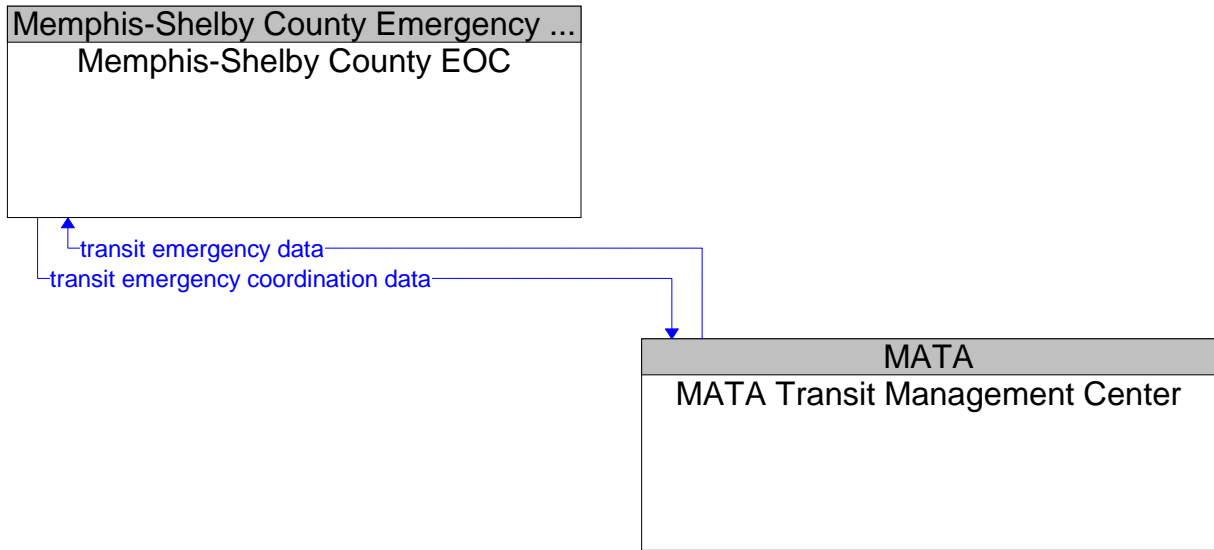 Memphis-Shelby County Emergency ...
Memphis-Shelby County EOC
transit emergency data
transit emergency coordination data
MATA
MATA Transit Management Center